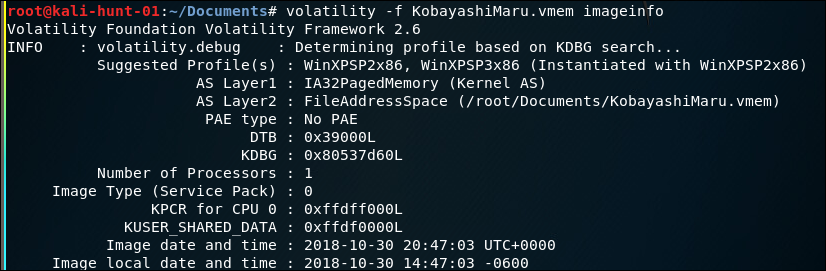 root@kali-hunt-01:~/Documents# volatility -f KobayashiMaru.vmem imageinfo
Volatility Foundation Volatility Framework 2.6
INFO    : volatility.debug    : Determining profile based on KDBG search...
Suggested Profile(s) : WinXPSP2x86, WinXPSP3x86 (Instantiated with WinXPSP2x86)
AS Layer1 : IA32PagedMemory (Kernel AS)
AS Layer2 : FileAddressSpace (/root/Documents/KobayashiMaru.vmem)
PAE type : No PAE
DTB : 0x39000L
KDBG : 0x80537d60L
Number of Processors : 1
Image Type (Service Pack) : 0
KPCR for CPU 0 : 0xffdff000L
KUSER_SHARED_DATA : 0xffdf0000L
Image date and time : 2018-10-30 20:47:03 UTC+0000
Image local date and time : 2018-10-30 14:47:03 -0600